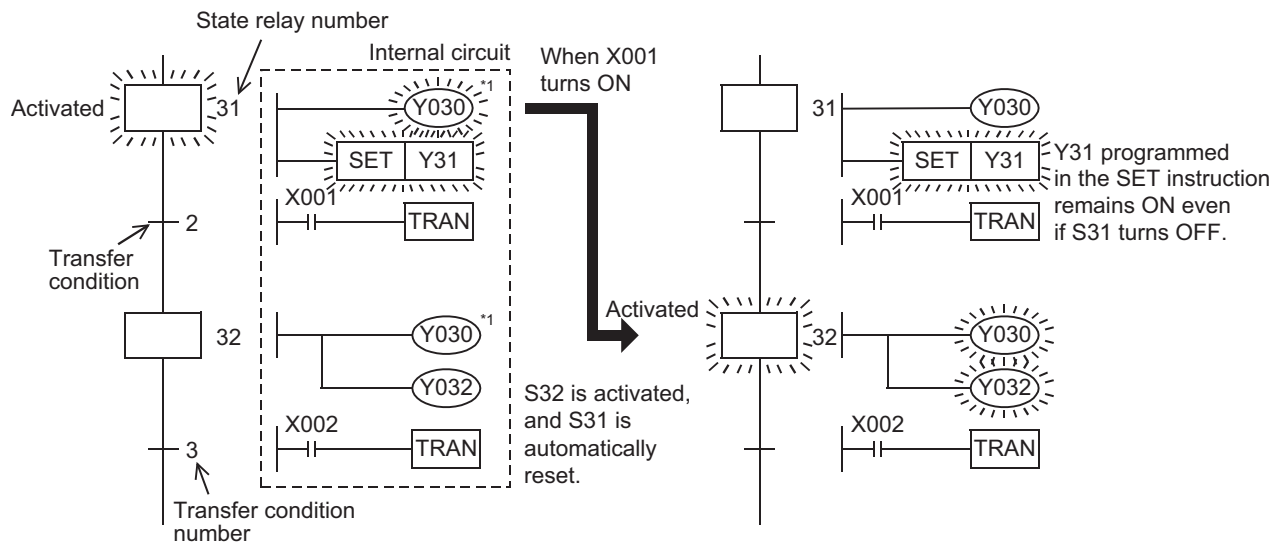 State relay number
Internal circuit
When X001
turns ON
Activated
31
Y030
*1
SET
Y31
X001
TRAN
2
Transfer
condition
32
Y030
*1
Y032
X002
TRAN
3
Transfer condition
number
Activated
S32 is activated,
and S31 is
automatically
reset.
31
Y030
SET
Y31
Y31 programmed
in the SET instruction
remains ON even
if S31 turns OFF.
X001
TRAN
32
Y030
Y032
X002
TRAN